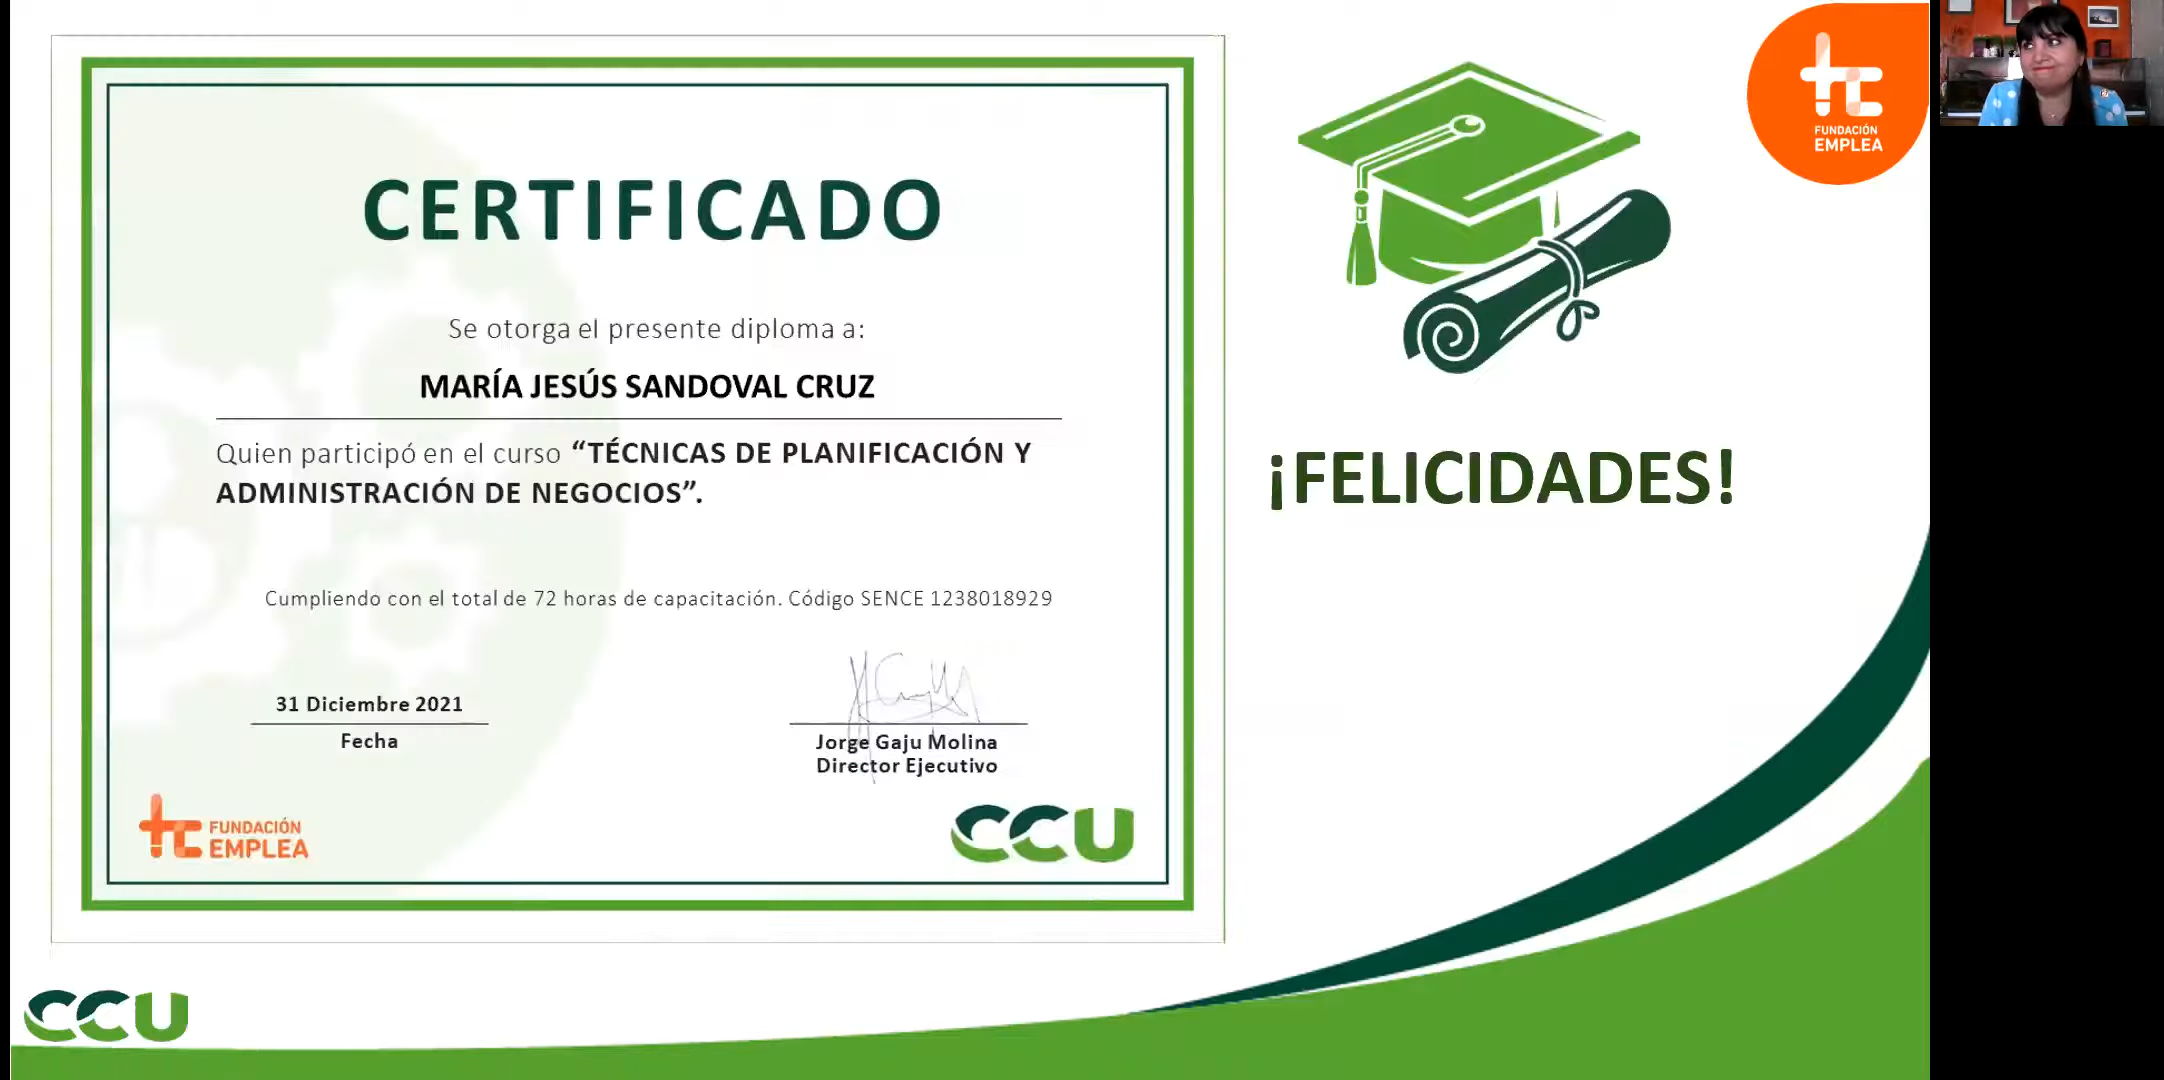 CERTIFICADO
Se otorga el presente diploma a:
MARÍA JESÚS SANDOVAL CRUZ
Quien participó en el curso “TÉCNICAS DE PLANIFICACIÓN Y
ADMINISTRACIÓN DE NEGOCIOS”.
Cumpliendo con el total de 72 horas de capacitación. Código SENCE 1238018929
31 Diciembre 2021
Fecha
Jorge Gaju Molina
Director Ejecutivo
FUNDACIÓN
EMPLEA
CCU
¡FELICIDADES!
FUNDACIÓN
EMPLEA
CCU